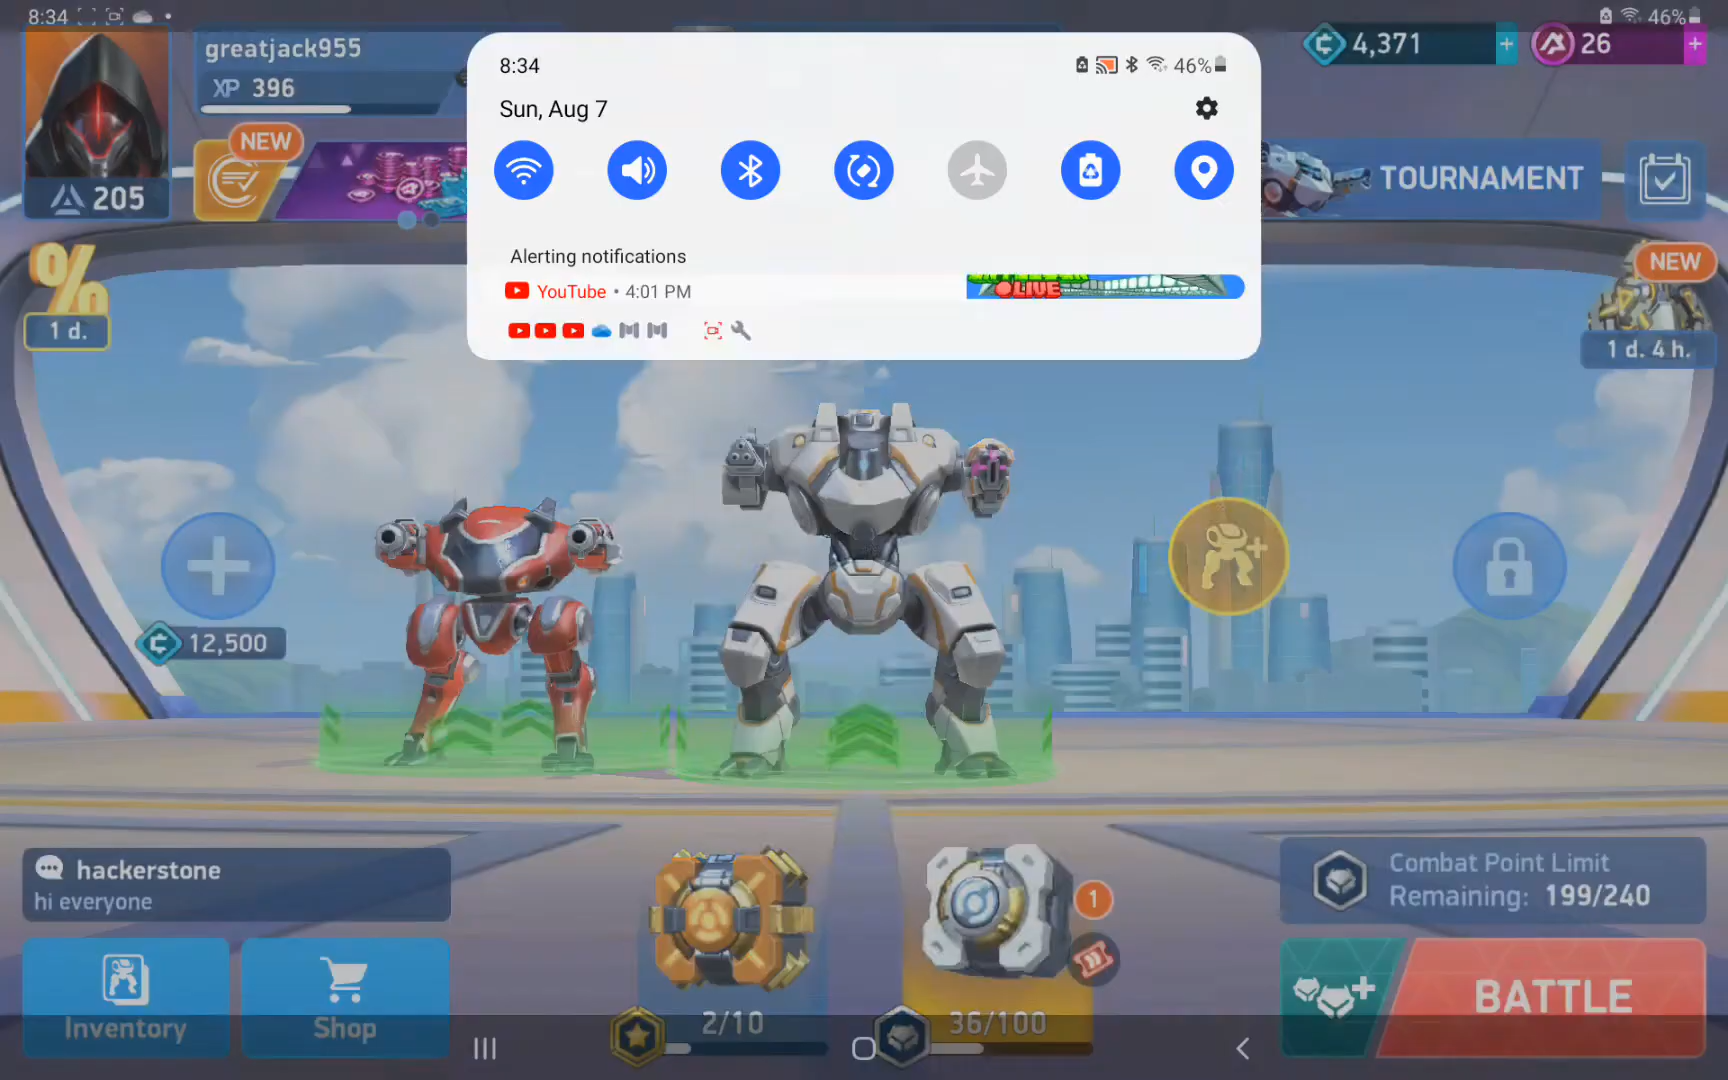 8:34
46%
greatjack955
XP 396
NEW
205
8:34
46%
Sun, Aug 7
Alerting notifications
YouTube • 4:01 PM
LIVE
4,371
+
26
+
TOURNAMENT
%
1 d.
NEW
1 d. 4 h.
12,500
hackerstone
hi everyone
Inventory
Shop
2/10
1
36/100
Combat Point Limit
Remaining: 199/240
BATTLE